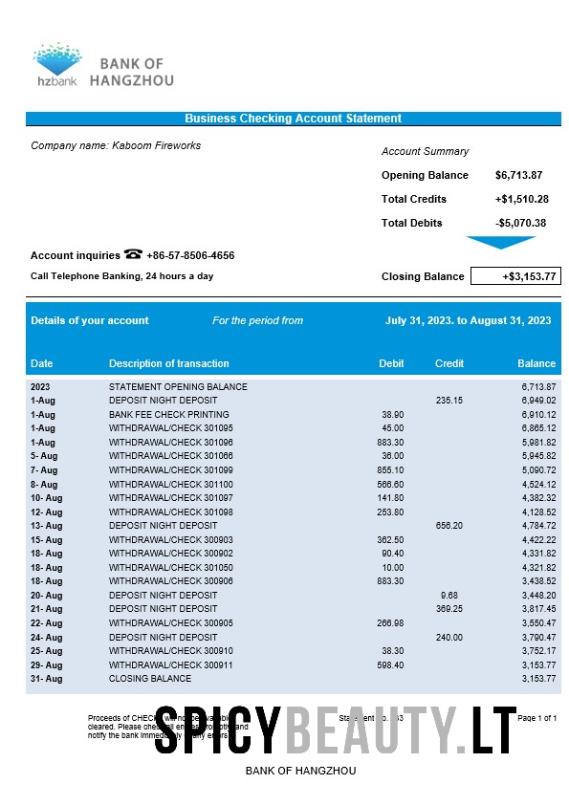 BANK OF
hzbank HANGZHOU
Business Checking Account Statement
Company name: Kaboom Fireworks
Account Summary
Opening Balance $6,713.87
Total Credits +$1,510.28
Total Debits -$5,070.38
Account inquiries ☎ +86-57-8506-4656
Call Telephone Banking, 24 hours a day
Closing Balance +$3,153.77
Details of your account For the period from July 31, 2023. to August 31, 2023
Date Description of transaction Debit Credit Balance
2023 STATEMENT OPENING BALANCE 6,713.87
1-Aug DEPOSIT NIGHT DEPOSIT 235.15 6,949.02
1-Aug BANK FEE CHECK PRINTING 38.90 6,910.12
1-Aug WITHDRAWAL/CHECK 301095 45.00 6,865.12
1-Aug WITHDRAWAL/CHECK 301096 883.30 5,981.82
5- Aug WITHDRAWAL/CHECK 301066 36.00 5,945.82
7- Aug WITHDRAWAL/CHECK 301099 855.10 5,090.72
8- Aug WITHDRAWAL/CHECK 301100 566.60 4,524.12
10- Aug WITHDRAWAL/CHECK 301097 141.80 4,382.32
12- Aug WITHDRAWAL/CHECK 301098 253.80 4,128.52
13- Aug DEPOSIT NIGHT DEPOSIT 656.20 4,784.72
15- Aug WITHDRAWAL/CHECK 300903 362.50 4,422.22
18- Aug WITHDRAWAL/CHECK 300902 90.40 4,331.82
18- Aug WITHDRAWAL/CHECK 301050 10.00 4,321.82
18- Aug WITHDRAWAL/CHECK 300906 883.30 3,438.52
20- Aug DEPOSIT NIGHT DEPOSIT 9.68 3,448.20
21- Aug DEPOSIT NIGHT DEPOSIT 369.25 3,817.45
22- Aug WITHDRAWAL/CHECK 300905 266.98 3,550.47
24- Aug DEPOSIT NIGHT DEPOSIT 240.00 3,790.47
25- Aug WITHDRAWAL/CHECK 300910 38.30 3,752.17
29- Aug WITHDRAWAL/CHECK 300911 598.40 3,153.77
31- Aug CLOSING BALANCE 3,153.77
Proceeds of Page 1 of 1
cleared. Please
notify the bank
SPICYBEAUTY.LT
BANK OF HANGZHOU